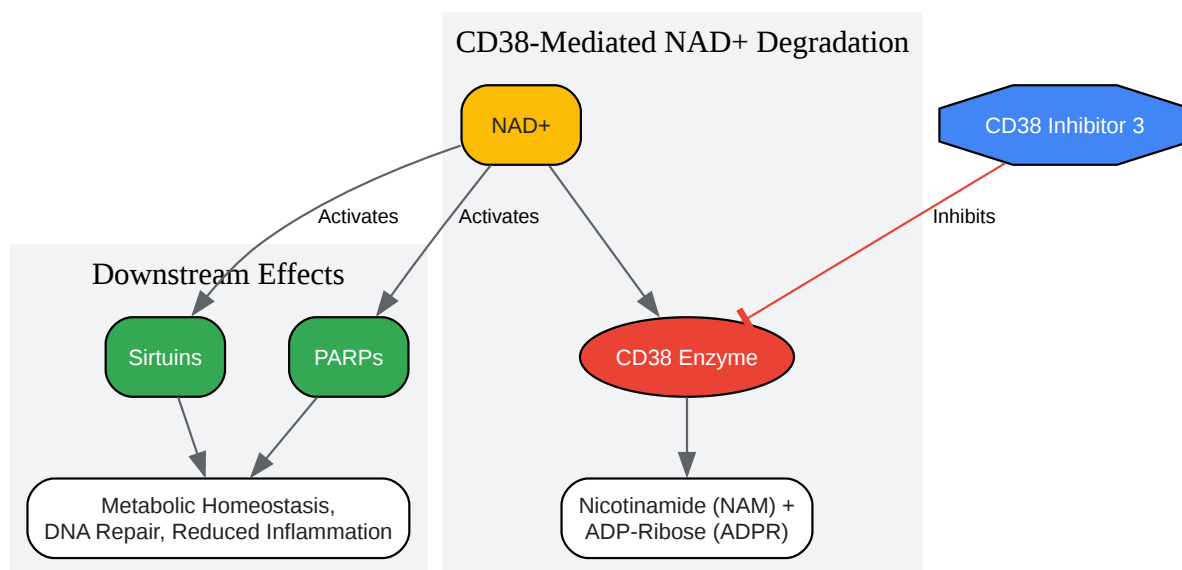 CD38-Mediated NAD+ Degradation
NAD+
CD38 Inhibitor 3
Activates
Activates
Inhibits
Downstream Effects
Sirtuins
PARPs
CD38 Enzyme
Metabolic Homeostasis,
DNA Repair, Reduced Inflammation
Nicotinamide (NAM) +
ADP-Ribose (ADPR)